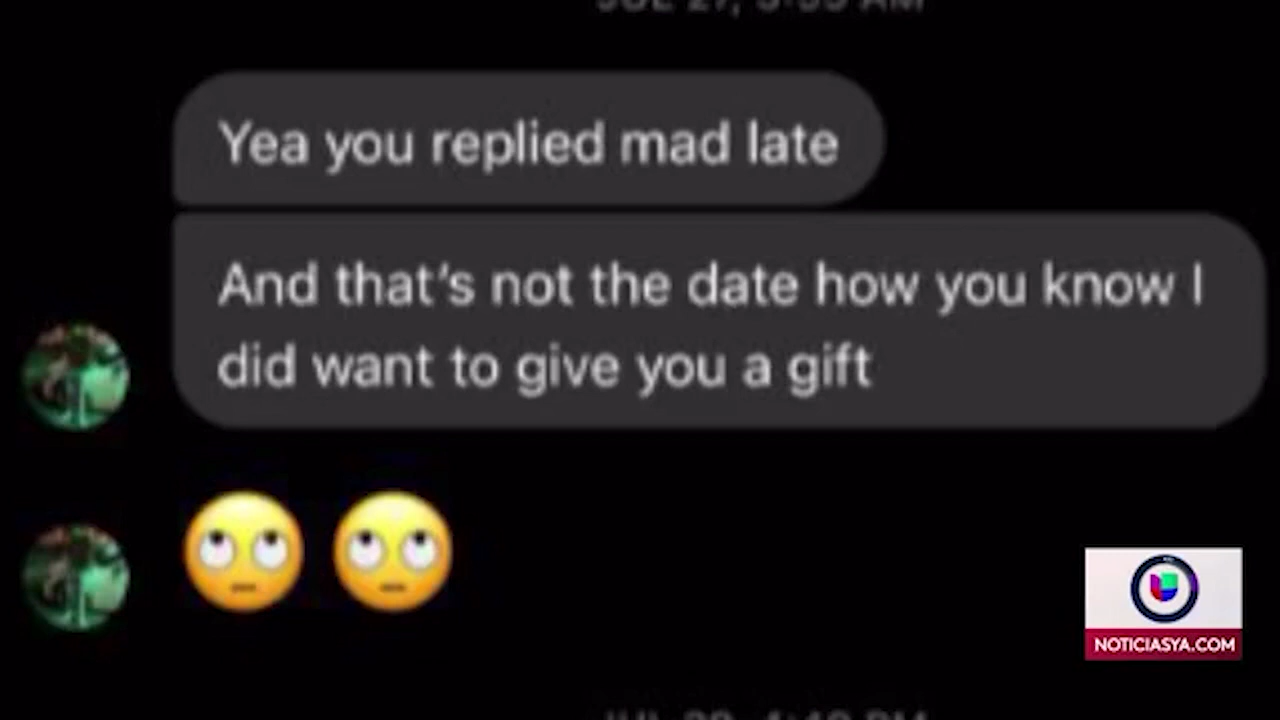 Yea you replied mad late
And that's not the date how you know I
did want to give you a gift
NOTICIASYA.COM